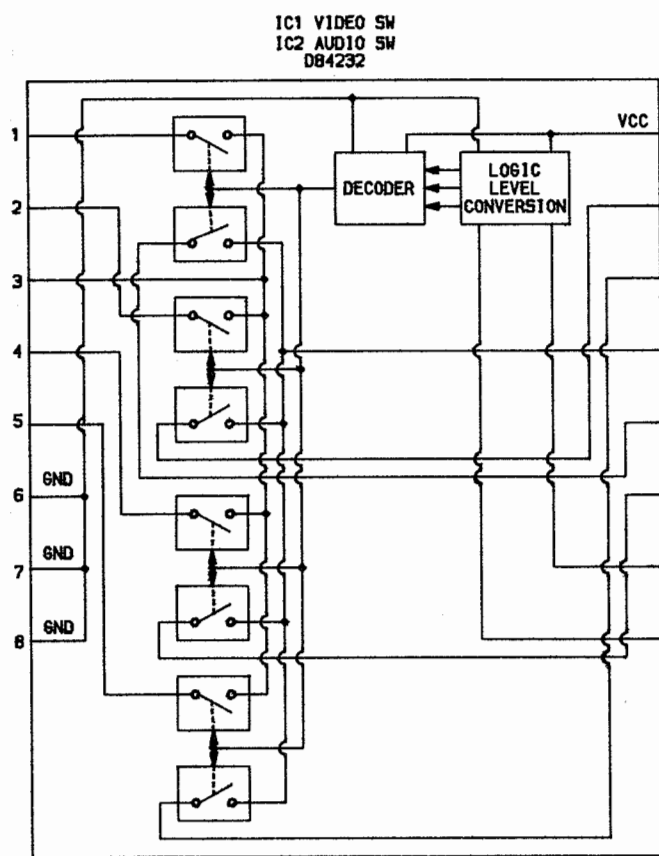 IC1 VIDEO SW
IC2 AUDIO SW
D84232
VCC
1
DECODER
LOGIC
LEVEL
CONVERSION
2
3
4
5
GND
6
GND
7
GND
8